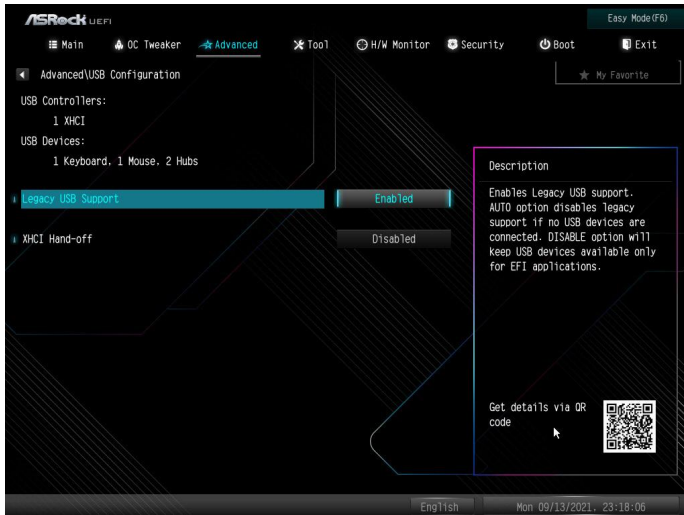 ASRock UEFI
Easy Mode(F6)
Main OC Tweaker Advanced Tool H/W Monitor Security Boot Exit
Advanced\USB Configuration
My Favorite
USB Controllers:
1 XHCI
USB Devices:
1 Keyboard. 1 Mouse. 2 Hubs
Legacy USB Support Enabled
XHCI Hand-off Disabled
Description
Enables Legacy USB support.
AUTO option disables legacy
support if no USB devices are
connected. DISABLE option will
keep USB devices available only
for EFI applications.
Get details via QR
code
English
Mon 09/13/2021. 23:18:06